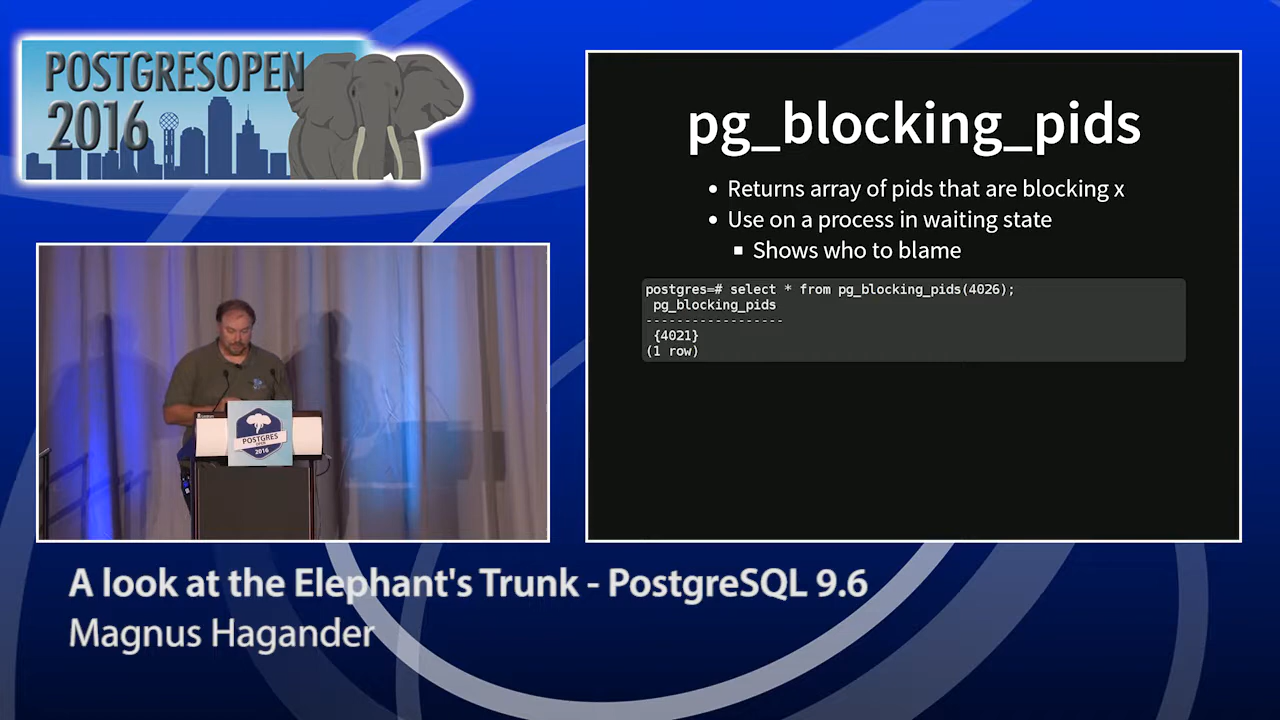 POSTGRESOPEN
2016
pg_blocking_pids
• Returns array of pids that are blocking x
• Use on a process in waiting state
▪ Shows who to blame
postgres=# select * from pg_blocking_pids(4026);
pg_blocking_pids
------------------
{4021}
(1 row)
POSTGRES
OPEN
2016
A look at the Elephant's Trunk - PostgreSQL 9.6
Magnus Hagander